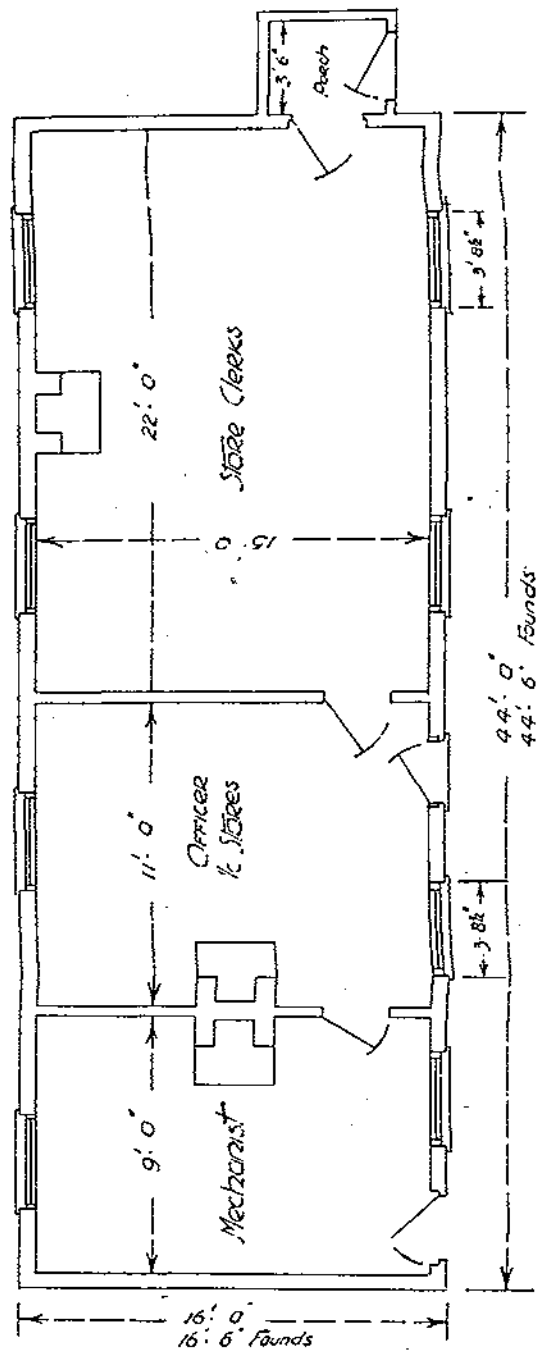 3' 6"
Porch
3' 8½"
22'. 0"
STORE CLERKS
15'. 0
11'. 0"
OFFICER
I/C STORES
3' 8½"
44'. 0"
44'. 6" Founds
9'. 0"
Mechanist
16'. 0"
16'. 6" Founds